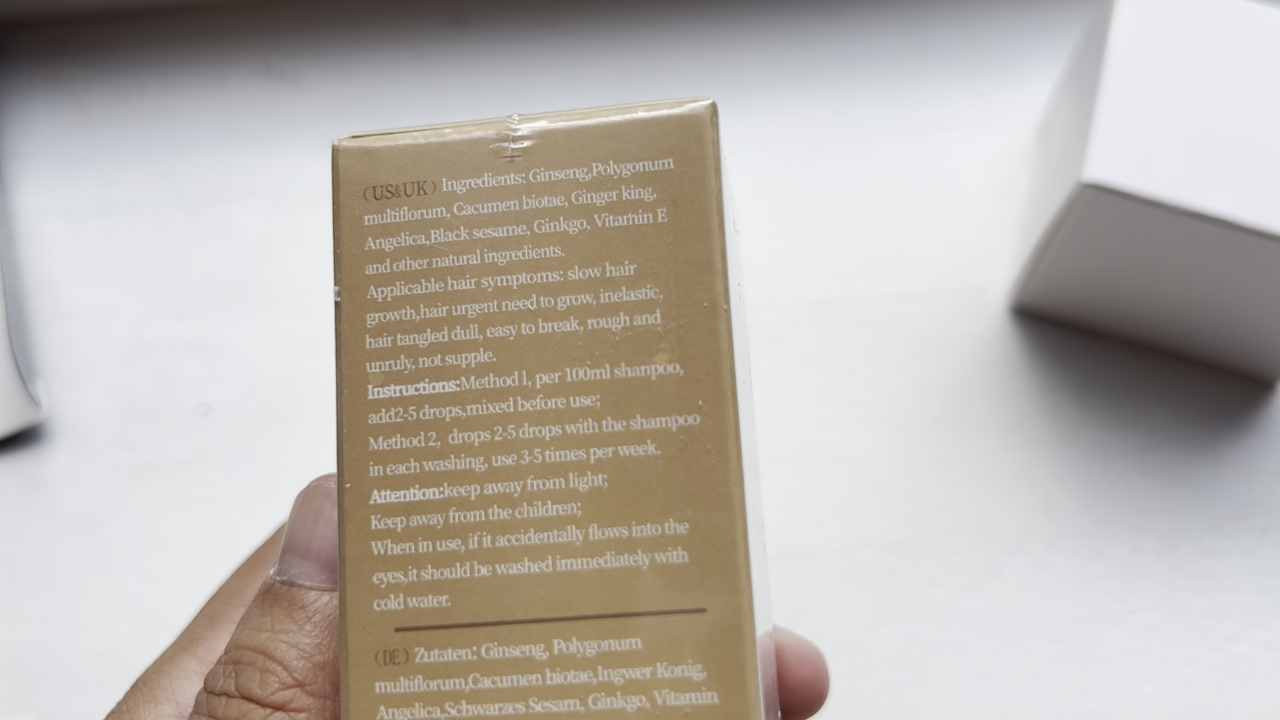 （US&UK）Ingredients: Ginseng,Polygonum
multiflorum, Cacumen biotae, Ginger king,
Angelica,Black sesame, Ginkgo, Vitamin E
and other natural ingredients.
Applicable hair symptoms: slow hair
growth,hair urgent need to grow, inelastic,
hair tangled dull, easy to break, rough and
unruly, not supple.
Instructions:Method 1, per 100ml shanpoo,
add2-5 drops,mixed before use;
Method 2, drops 2-5 drops with the shampoo
in each washing, use 3-5 times per week.
Attention:keep away from light;
Keep away from the children;
When in use, if it accidentally flows into the
eyes,it should be washed immediately with
cold water.
（DE）Zutaten: Ginseng, Polygonum
multiflorum,Cacumen biotae,Ingwer Konig,
Angelica,Schwarzes Sesam, Ginkgo, Vitamin